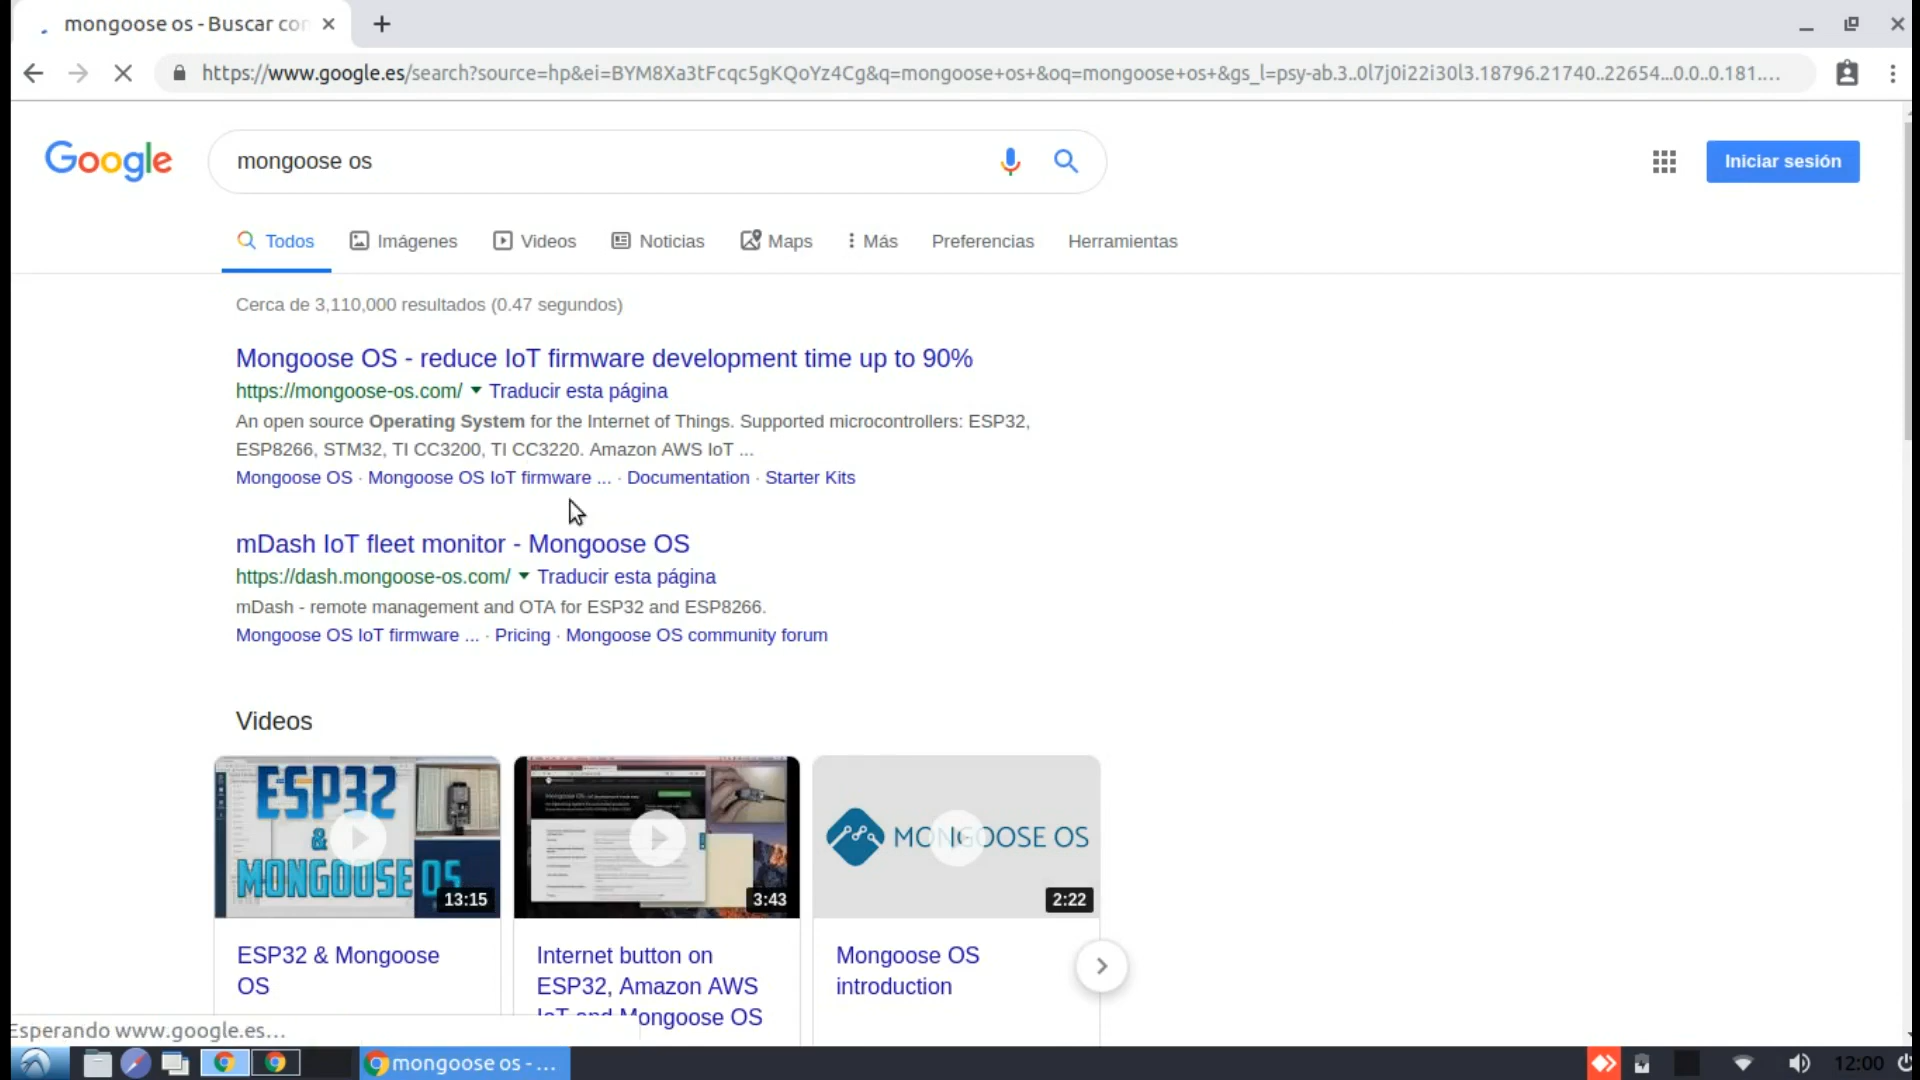 mongoose os - Buscar con
https://www.google.es/search?source=hp&ei=BYM8Xa3tFcqc5gKQoYz4Cg&q=mongoose+os+&oq=mongoose+os+&gs_l=psy-ab.3..0l7j0i22i30l3.18796.21740..22654...0.0..0.181....
Google
mongoose os
Iniciar sesión
Todos Imágenes Videos Noticias Maps Más Preferencias Herramientas
Cerca de 3,110,000 resultados (0.47 segundos)
Mongoose OS - reduce IoT firmware development time up to 90%
https://mongoose-os.com/ Traducir esta página
An open source Operating System for the Internet of Things. Supported microcontrollers: ESP32,
ESP8266, STM32, TI CC3200, TI CC3220. Amazon AWS IoT ...
Mongoose OS · Mongoose OS IoT firmware ... · Documentation · Starter Kits
mDash IoT fleet monitor - Mongoose OS
https://dash.mongoose-os.com/ Traducir esta página
mDash - remote management and OTA for ESP32 and ESP8266.
Mongoose OS IoT firmware ... · Pricing · Mongoose OS community forum
Videos
ESP32
&
MONGOOSE OS
13:15
3:43
MONGOOSE OS
2:22
ESP32 & Mongoose
OS
Internet button on
ESP32, Amazon AWS
IoT and Mongoose OS
Mongoose OS
introduction
Esperando www.google.es...
mongoose os - ...
12:00